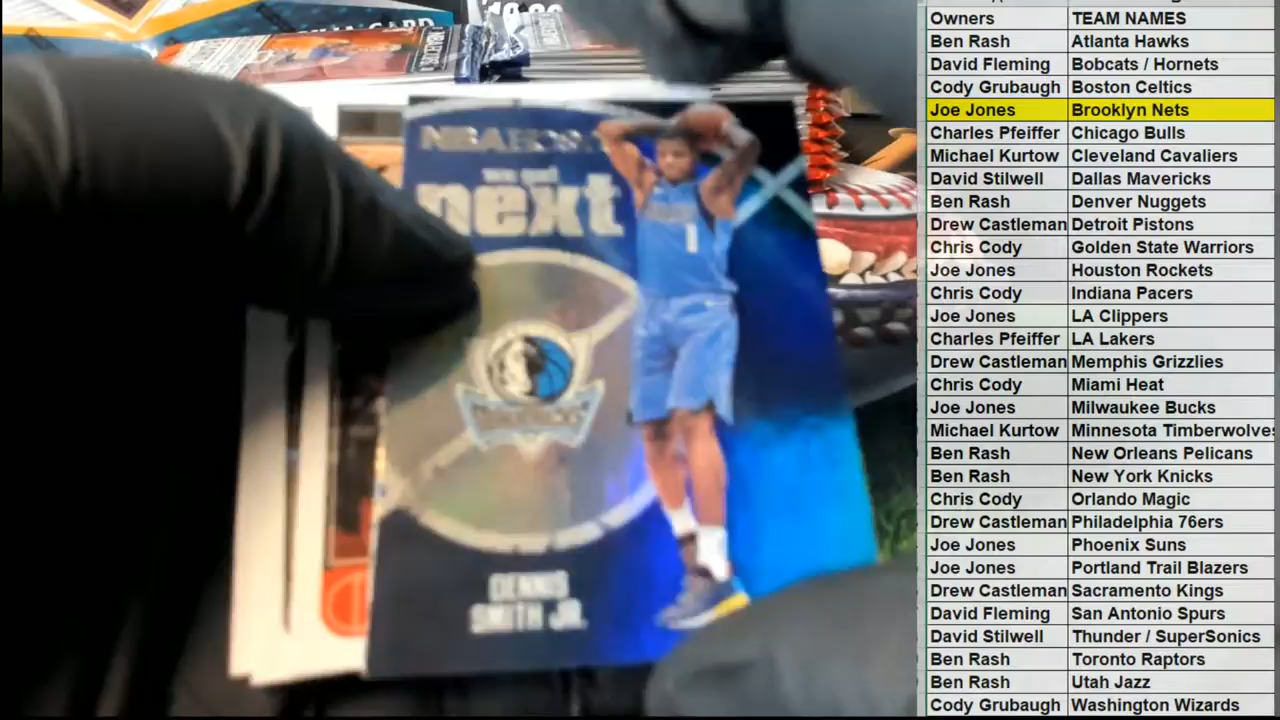 NBA HOOPS
we got
next
1
MAVERICKS
DENNIS
SMITH JR.
Owners TEAM NAMES
Ben Rash Atlanta Hawks
David Fleming Bobcats / Hornets
Cody Grubaugh Boston Celtics
Joe Jones Brooklyn Nets
Charles Pfeiffer Chicago Bulls
Michael Kurtow Cleveland Cavaliers
David Stilwell Dallas Mavericks
Ben Rash Denver Nuggets
Drew Castleman Detroit Pistons
Chris Cody Golden State Warriors
Joe Jones Houston Rockets
Chris Cody Indiana Pacers
Joe Jones LA Clippers
Charles Pfeiffer LA Lakers
Drew Castleman Memphis Grizzlies
Chris Cody Miami Heat
Joe Jones Milwaukee Bucks
Michael Kurtow Minnesota Timberwolves
Ben Rash New Orleans Pelicans
Ben Rash New York Knicks
Chris Cody Orlando Magic
Drew Castleman Philadelphia 76ers
Joe Jones Phoenix Suns
Joe Jones Portland Trail Blazers
Drew Castleman Sacramento Kings
David Fleming San Antonio Spurs
David Stilwell Thunder / SuperSonics
Ben Rash Toronto Raptors
Ben Rash Utah Jazz
Cody Grubaugh Washington Wizards